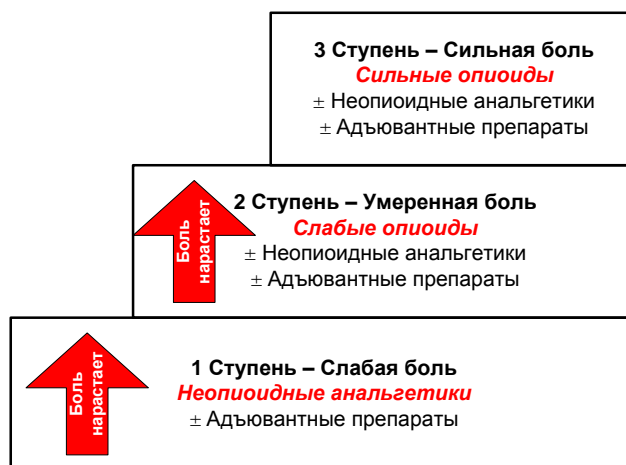 3 Ступень – Сильная боль
Сильные опиоиды
± Неопиоидные анальгетики
± Адъювантные препараты
2 Ступень – Умеренная боль
Слабые опиоиды
± Неопиоидные анальгетики
± Адъювантные препараты
Боль
нарастает
1 Ступень – Слабая боль
Неопиоидные анальгетики
± Адъювантные препараты
Боль
нарастает